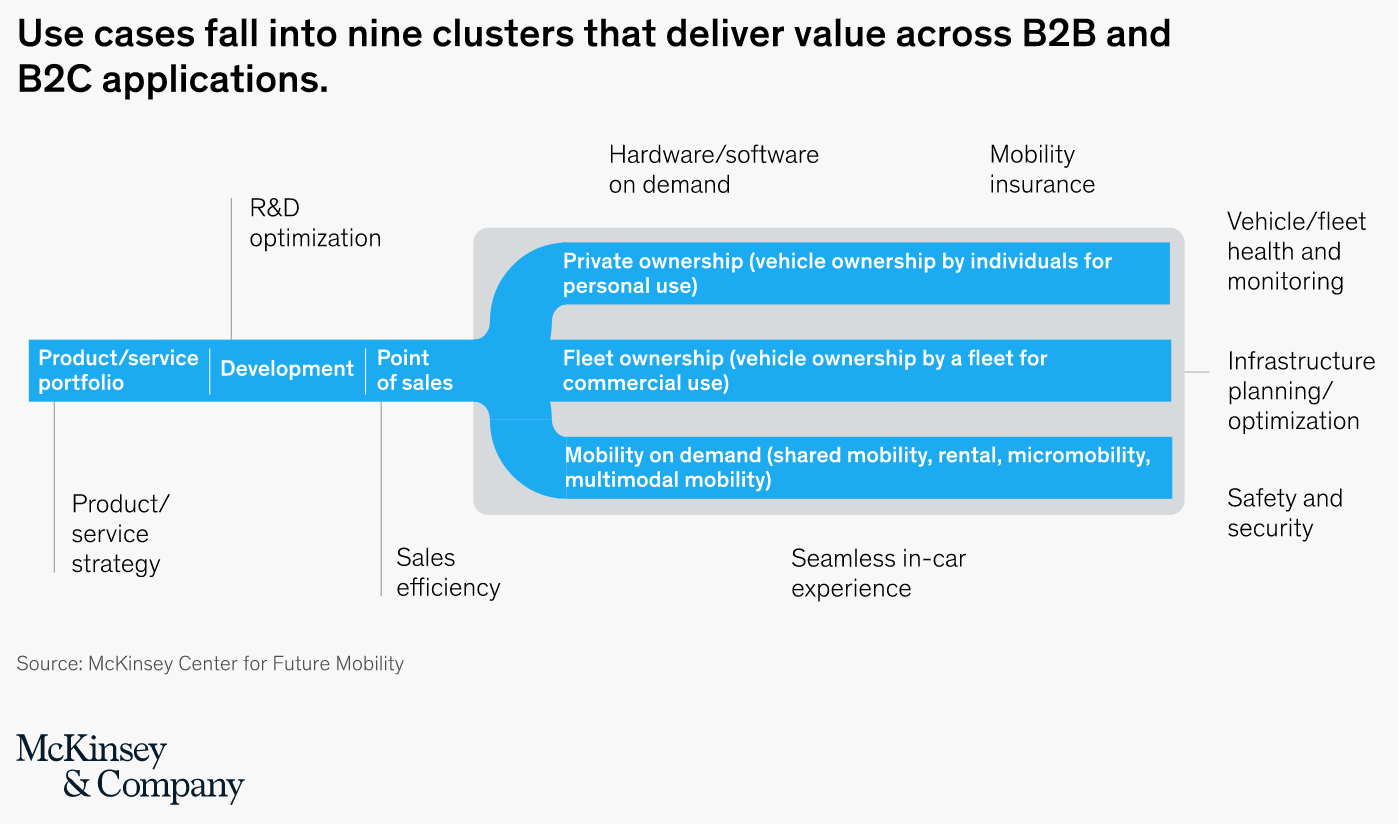 Use cases fall into nine clusters that deliver value across B2B and
B2C applications.
Hardware/software
on demand
Mobility
insurance
R&D
optimization
Vehicle/fleet
health and
monitoring
Private ownership (vehicle ownership by individuals for
personal use)
Product/service
portfolio
Development
Point
of sales
Fleet ownership (vehicle ownership by a fleet for
commercial use)
Infrastructure
planning/
optimization
Mobility on demand (shared mobility, rental, micromobility,
multimodal mobility)
Product/
service
strategy
Sales
efficiency
Seamless in-car
experience
Safety and
security
Source: McKinsey Center for Future Mobility
McKinsey
& Company